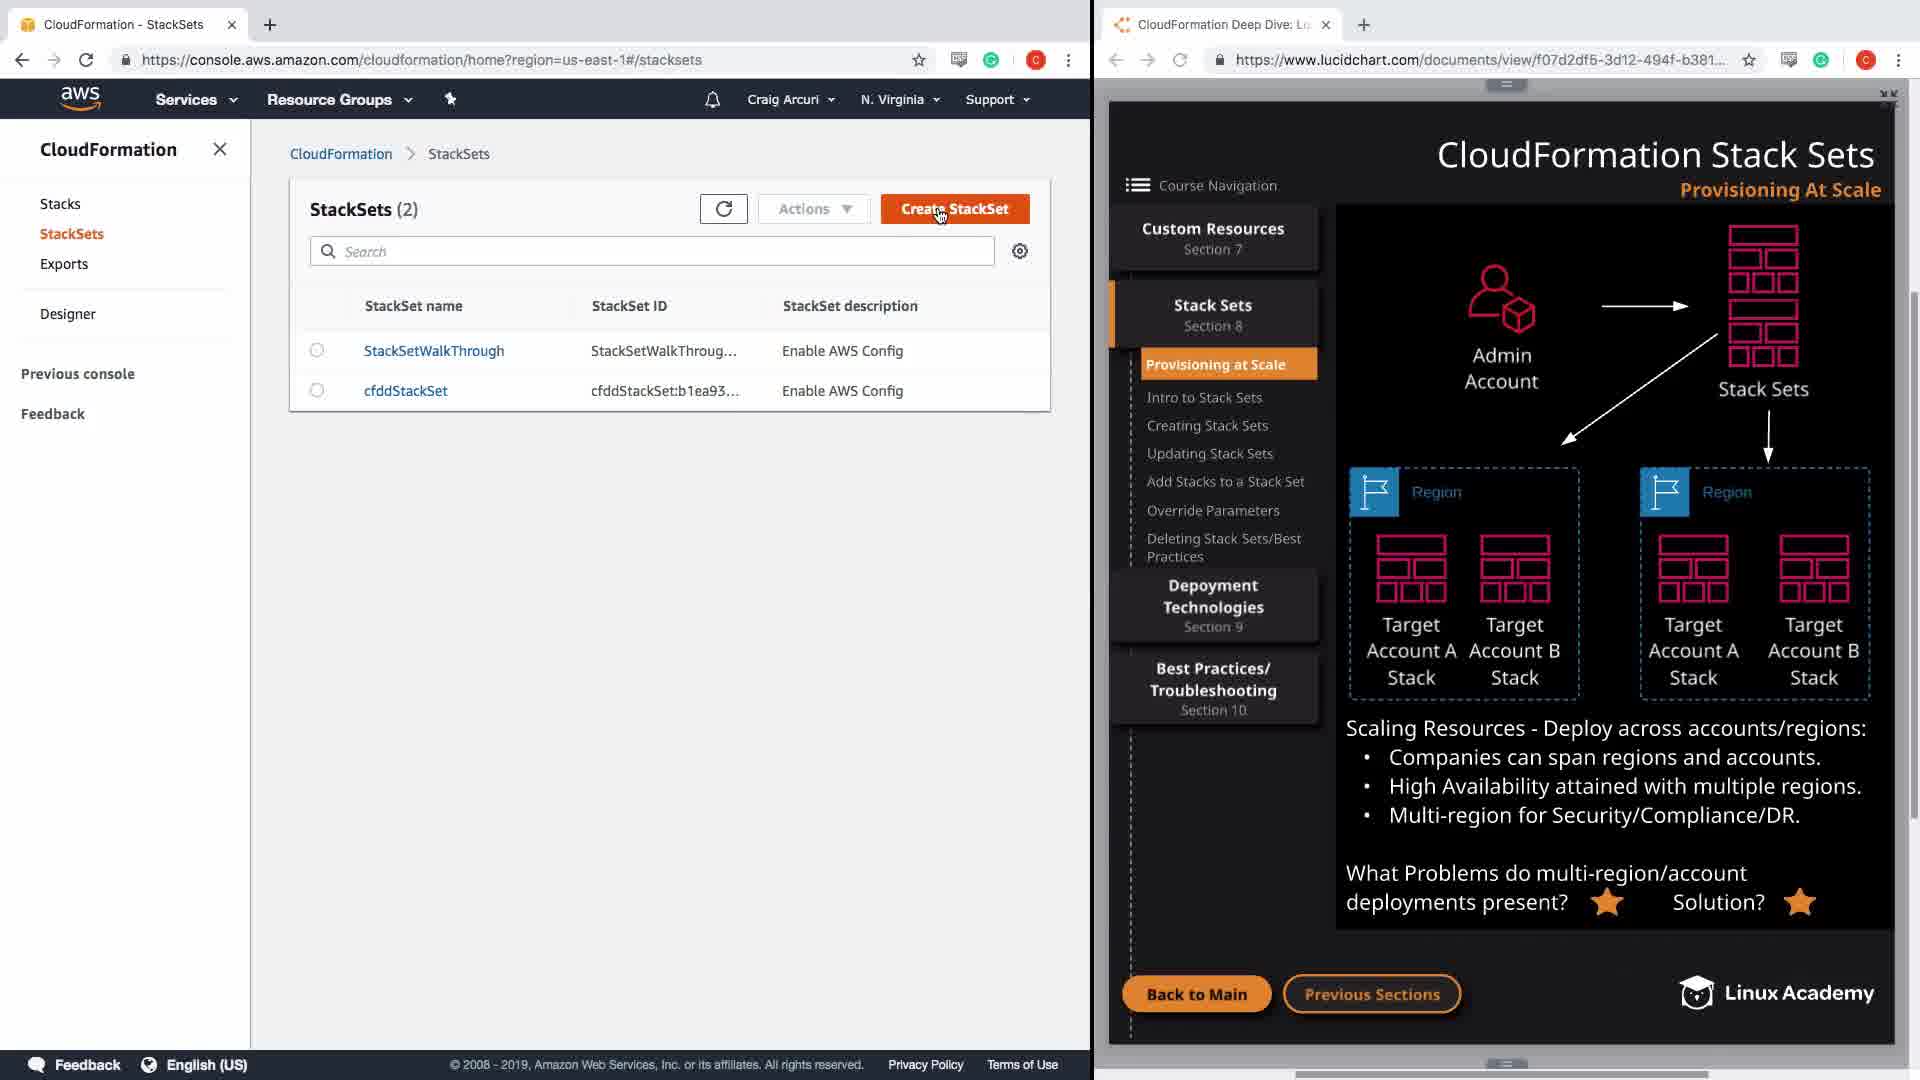 CloudFormation - StackSets
https://console.aws.amazon.com/cloudformation/home?region=us-east-1#/stacksets
C
aws
Services
Resource Groups
Craig Arcuri
N. Virginia
Support
CloudFormation
Stacks
StackSets
Exports
Designer
Previous console
Feedback
CloudFormation > StackSets
StackSets (2)
Actions
Create StackSet
Search
StackSet name StackSet ID StackSet description
StackSetWalkThrough StackSetWalkThroug... Enable AWS Config
cfddStackSet cfddStackSet:b1ea93... Enable AWS Config
Feedback
English (US)
© 2008 - 2019, Amazon Web Services, Inc. or its affiliates. All rights reserved.
Privacy Policy
Terms of Use
CloudFormation Deep Dive: Lu
https://www.lucidchart.com/documents/view/f07d2df5-3d12-494f-b381...
C
CloudFormation Stack Sets
Provisioning At Scale
Course Navigation
Custom Resources
Section 7
Stack Sets
Section 8
Provisioning at Scale
Intro to Stack Sets
Creating Stack Sets
Updating Stack Sets
Add Stacks to a Stack Set
Override Parameters
Deleting Stack Sets/Best
Practices
Depoyment
Technologies
Section 9
Best Practices/
Troubleshooting
Section 10
Admin
Account
Stack Sets
Region
Target
Account A
Stack
Target
Account B
Stack
Region
Target
Account A
Stack
Target
Account B
Stack
Scaling Resources - Deploy across accounts/regions:
• Companies can span regions and accounts.
• High Availability attained with multiple regions.
• Multi-region for Security/Compliance/DR.
What Problems do multi-region/account
deployments present? Solution?
Back to Main
Previous Sections
Linux Academy